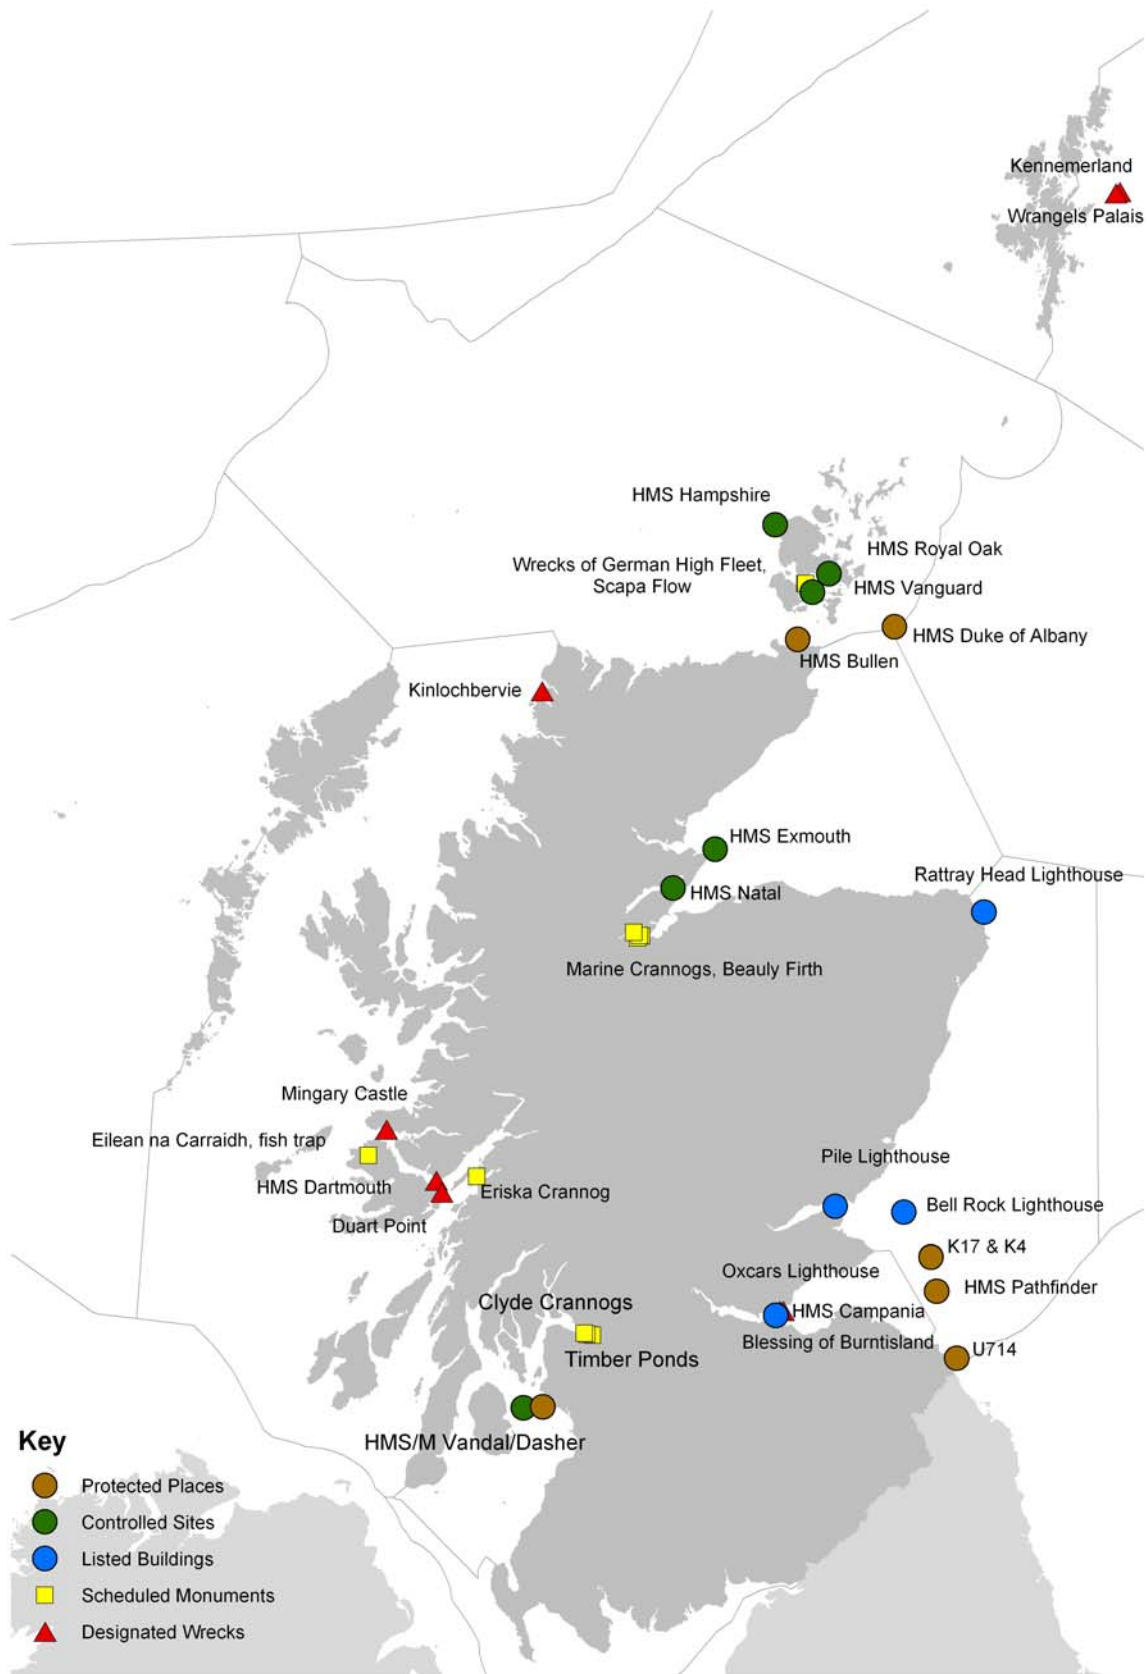 Kennemerland
Wrangels Palais
HMS Hampshire
HMS Royal Oak
Wrecks of German High Fleet,
Scapa Flow
HMS Vanguard
HMS Duke of Albany
HMS Bullen
Kinlochbervie
HMS Exmouth
Rattray Head Lighthouse
HMS Natal
Marine Crannogs, Beauly Firth
Mingary Castle
Eilean na Carraidh, fish trap
Pile Lighthouse
HMS Dartmouth
Eriska Crannog
Bell Rock Lighthouse
Duart Point
K17 & K4
Oxcars Lighthouse
HMS Pathfinder
Clyde Crannogs
HMS Campania
Blessing of Burntisland
U714
Timber Ponds
HMS/M Vandal/Dasher
Key
Protected Places
Controlled Sites
Listed Buildings
Scheduled Monuments
Designated Wrecks